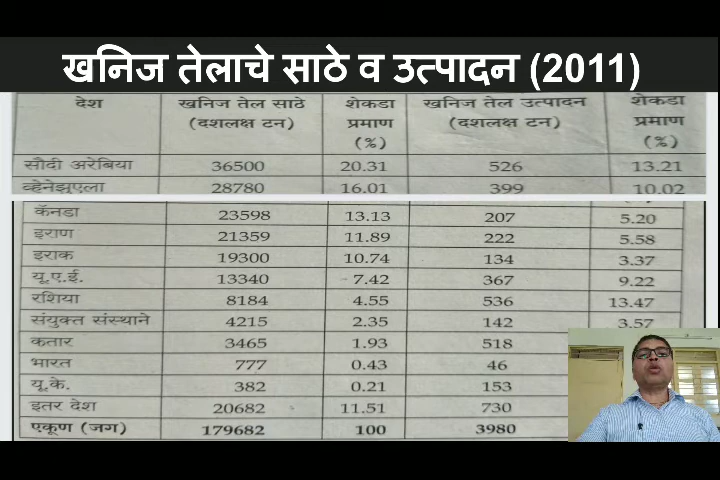 खनिज तेलाचे साठे व उत्पादन (2011)
देश खनिज तेल साठे (दशलक्ष टन) शेकडा प्रमाण (%) खनिज तेल उत्पादन (दशलक्ष टन) शेकडा प्रमाण (%)
सौदी अरेबिया 36500 20.31 526 13.21
व्हेनेझुएला 28780 16.01 399 10.02
कॅनडा 23598 13.13 207 5.20
इराण 21359 11.89 222 5.58
इराक 19300 10.74 134 3.37
यू.ए.ई. 13340 7.42 367 9.22
रशिया 8184 4.55 536 13.47
संयुक्त संस्थाने 4215 2.35 142 3.57
कतार 3465 1.93 518
भारत 777 0.43 46
यू.के. 382 0.21 153
इतर देश 20682 11.51 730
एकूण (जग) 179682 100 3980